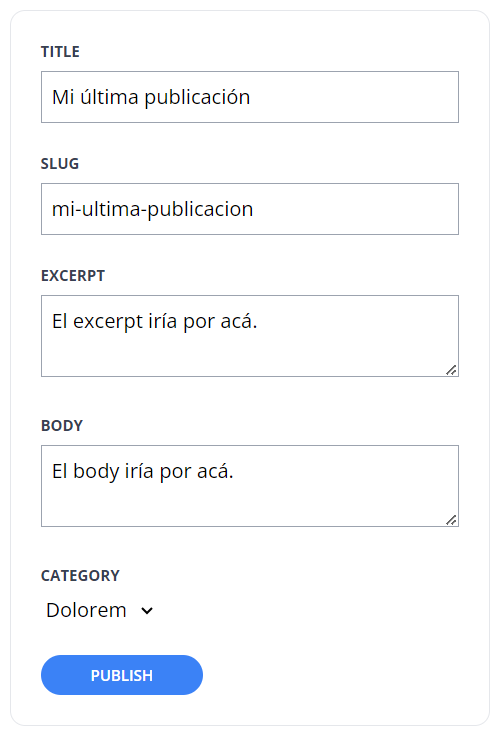 TITLE
Mi última publicación
SLUG
mi-ultima-publicacion
EXCERPT
El excerpt iría por acá.
BODY
El body iría por acá.
CATEGORY
Dolorem
PUBLISH